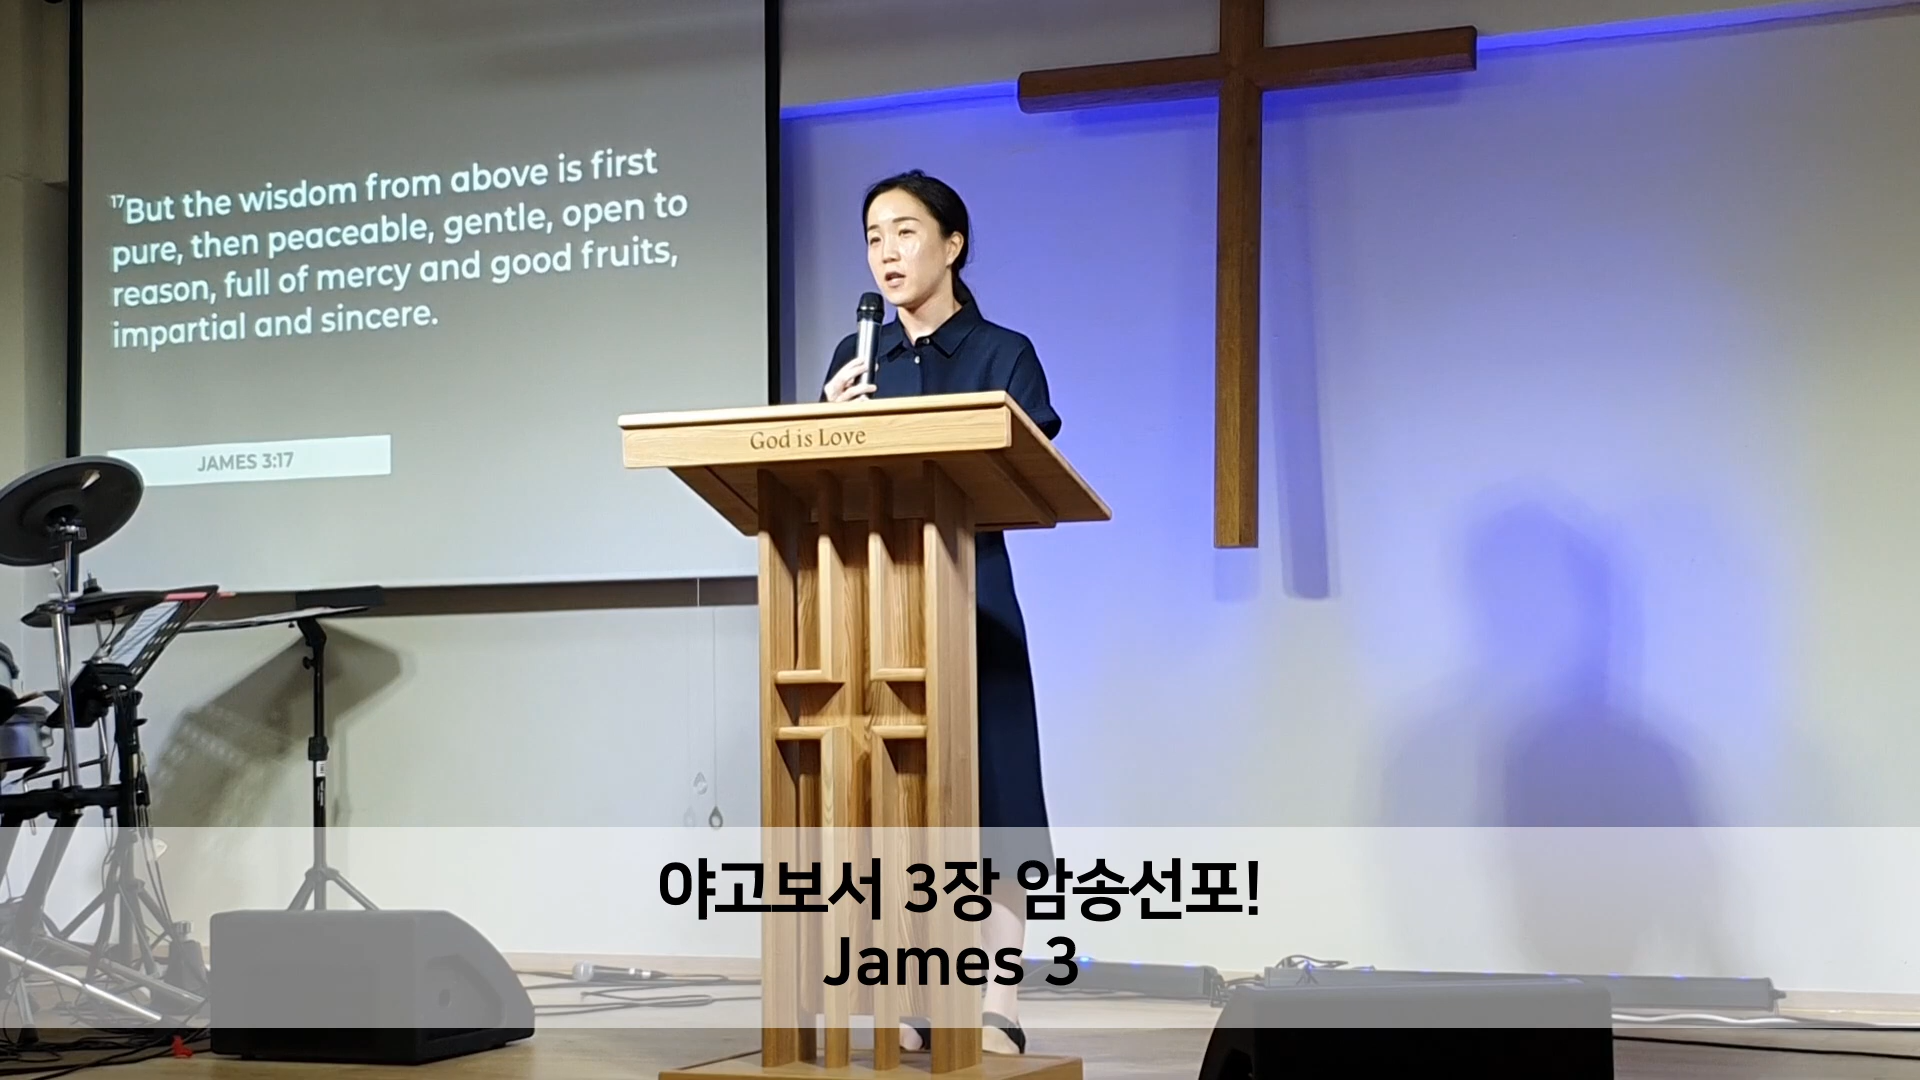 ¹⁷But the wisdom from above is first
pure, then peaceable, gentle, open to
reason, full of mercy and good fruits,
impartial and sincere.
JAMES 3:17
God is Love
야고보서 3장 암송선포!
James 3